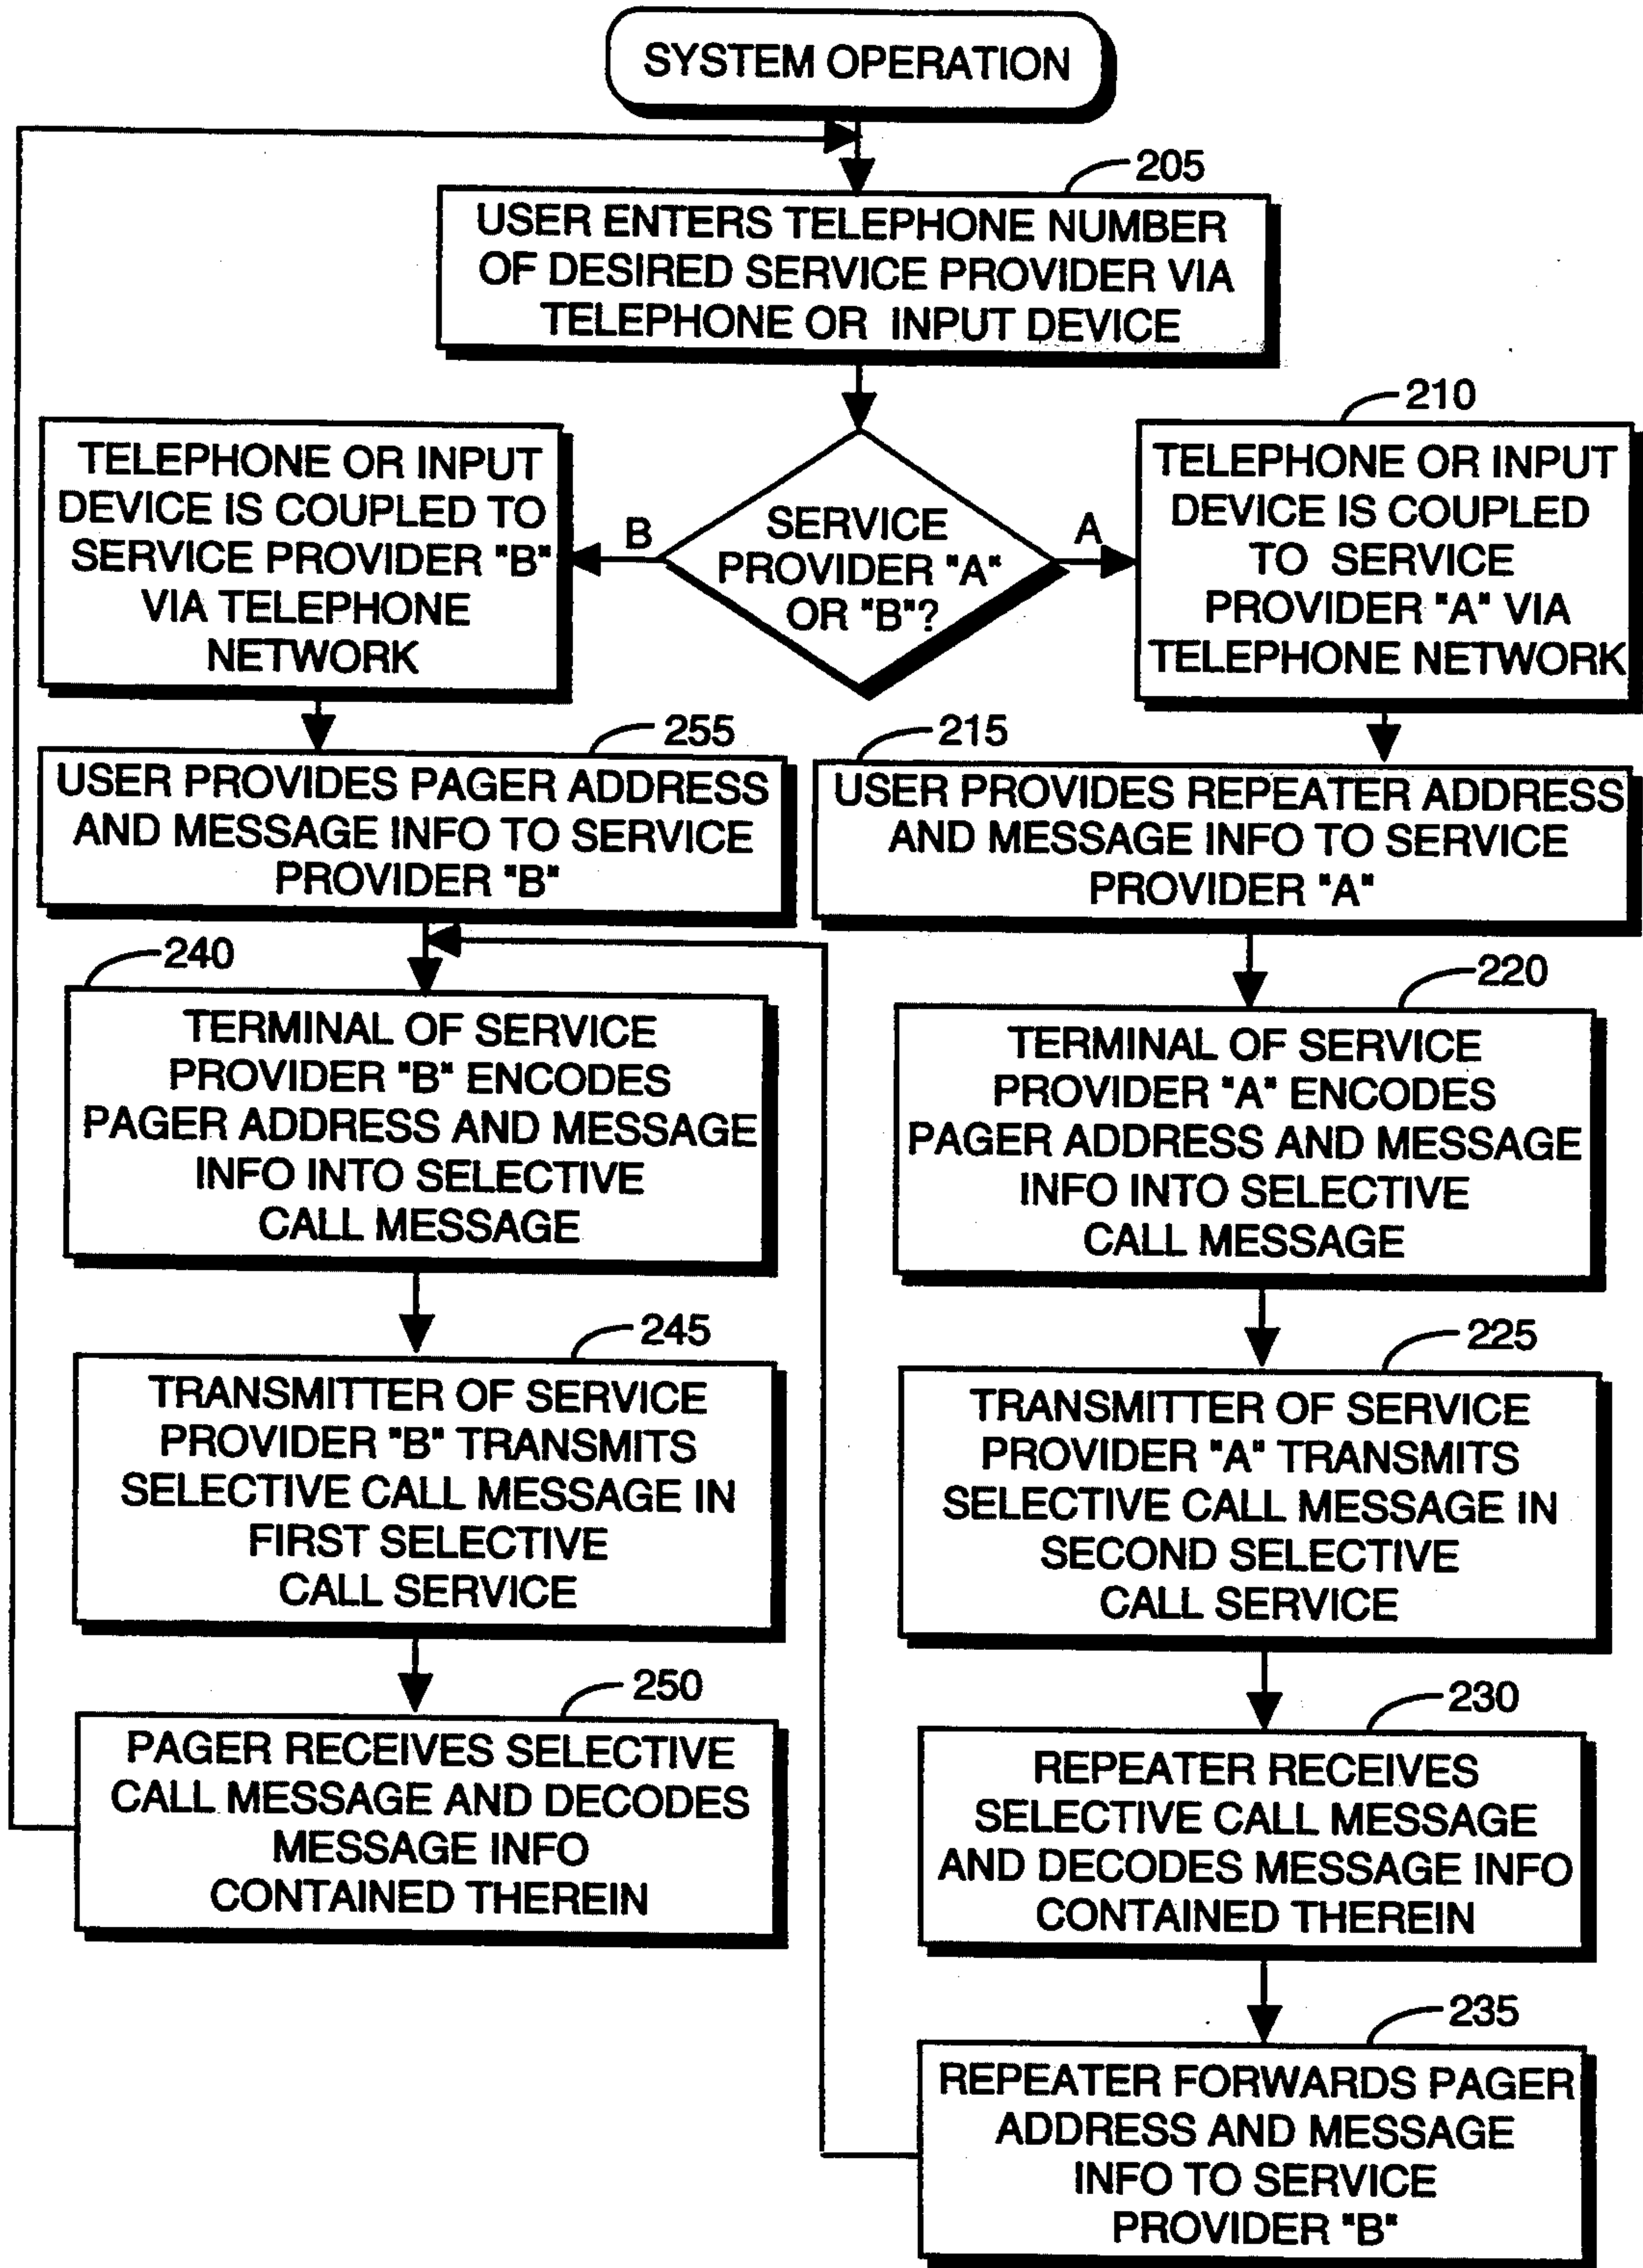 SYSTEM OPERATION
205
USER ENTERS TELEPHONE NUMBER
OF DESIRED SERVICE PROVIDER VIA
TELEPHONE OR INPUT DEVICE
SERVICE
PROVIDER "A"
OR "B"?
B
A
TELEPHONE OR INPUT
DEVICE IS COUPLED TO
SERVICE PROVIDER "B"
VIA TELEPHONE
NETWORK
210
TELEPHONE OR INPUT
DEVICE IS COUPLED
TO SERVICE
PROVIDER "A" VIA
TELEPHONE NETWORK
255
USER PROVIDES PAGER ADDRESS
AND MESSAGE INFO TO SERVICE
PROVIDER "B"
215
USER PROVIDES REPEATER ADDRESS
AND MESSAGE INFO TO SERVICE
PROVIDER "A"
240
TERMINAL OF SERVICE
PROVIDER "B" ENCODES
PAGER ADDRESS AND MESSAGE
INFO INTO SELECTIVE
CALL MESSAGE
220
TERMINAL OF SERVICE
PROVIDER "A" ENCODES
PAGER ADDRESS AND MESSAGE
INFO INTO SELECTIVE
CALL MESSAGE
245
TRANSMITTER OF SERVICE
PROVIDER "B" TRANSMITS
SELECTIVE CALL MESSAGE IN
FIRST SELECTIVE
CALL SERVICE
225
TRANSMITTER OF SERVICE
PROVIDER "A" TRANSMITS
SELECTIVE CALL MESSAGE IN
SECOND SELECTIVE
CALL SERVICE
250
PAGER RECEIVES SELECTIVE
CALL MESSAGE AND DECODES
MESSAGE INFO
CONTAINED THEREIN
230
REPEATER RECEIVES
SELECTIVE CALL MESSAGE
AND DECODES MESSAGE INFO
CONTAINED THEREIN
235
REPEATER FORWARDS PAGER
ADDRESS AND MESSAGE
INFO TO SERVICE
PROVIDER "B"